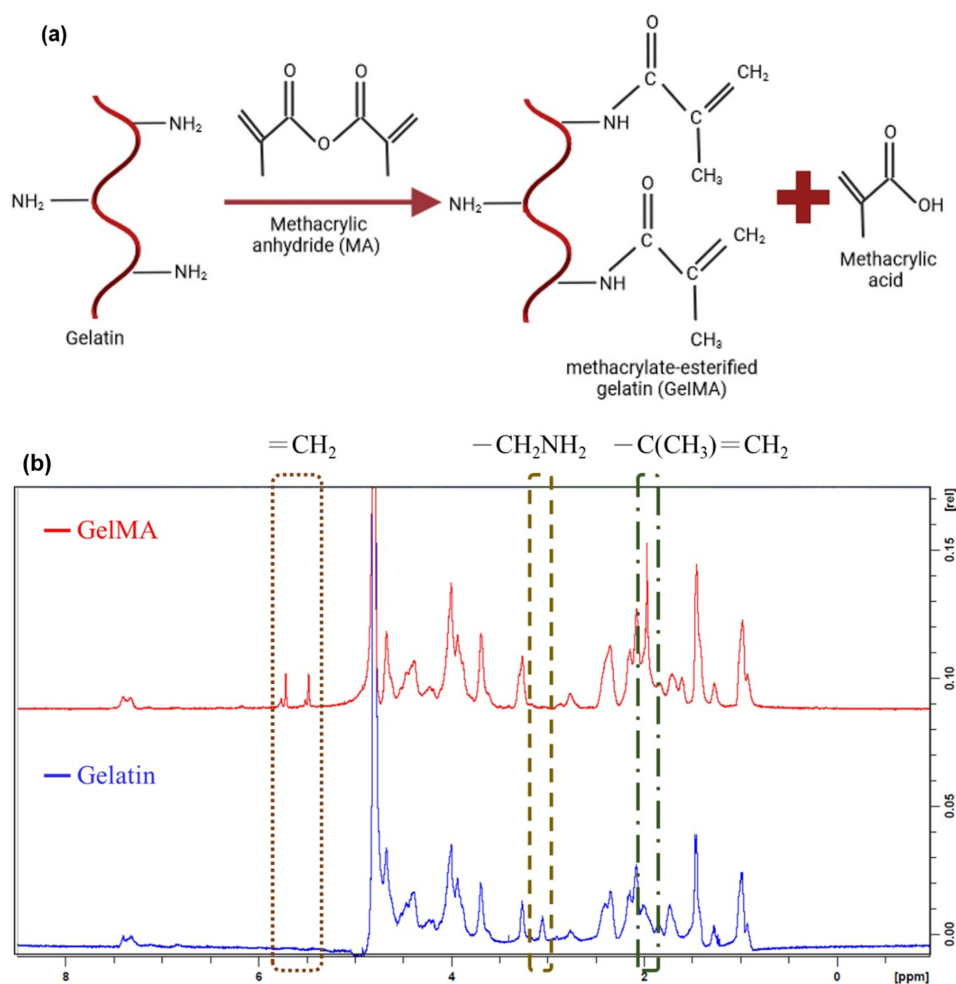 (a)
O
O
O
O
C
CH₂
C
NH₂
NH
CH₃
O
NH₂
NH₂
O
C
CH₂
OH
Methacrylic
anhydride (MA)
NH₂
NH
C
Methacrylic
acid
Gelatin
CH₃
methacrylate-esterified
gelatin (GelMA)
=CH₂
−CH₂NH₂
−C(CH₃)=CH₂
(b)
[rel]
GelMA
0.15
0.10
Gelatin
0.05
0.00
8
6
4
2
0
[ppm]